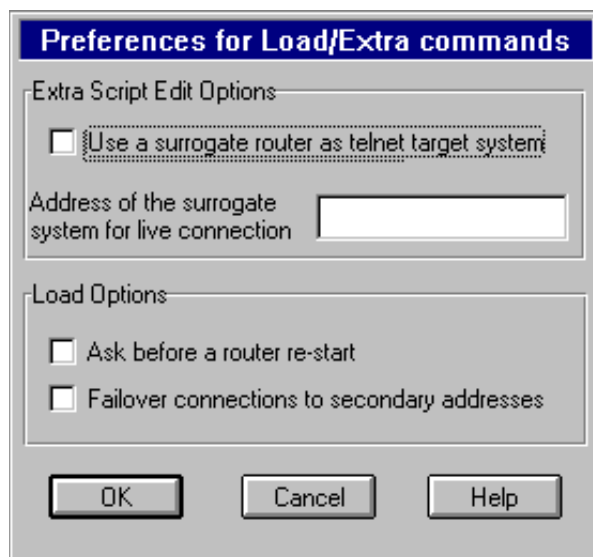 Preferences for Load/Extra commands
Extra Script Edit Options
Use a surrogate router as telnet target system
Address of the surrogate
system for live connection
Load Options
Ask before a router re-start
Failover connections to secondary addresses
OK Cancel Help